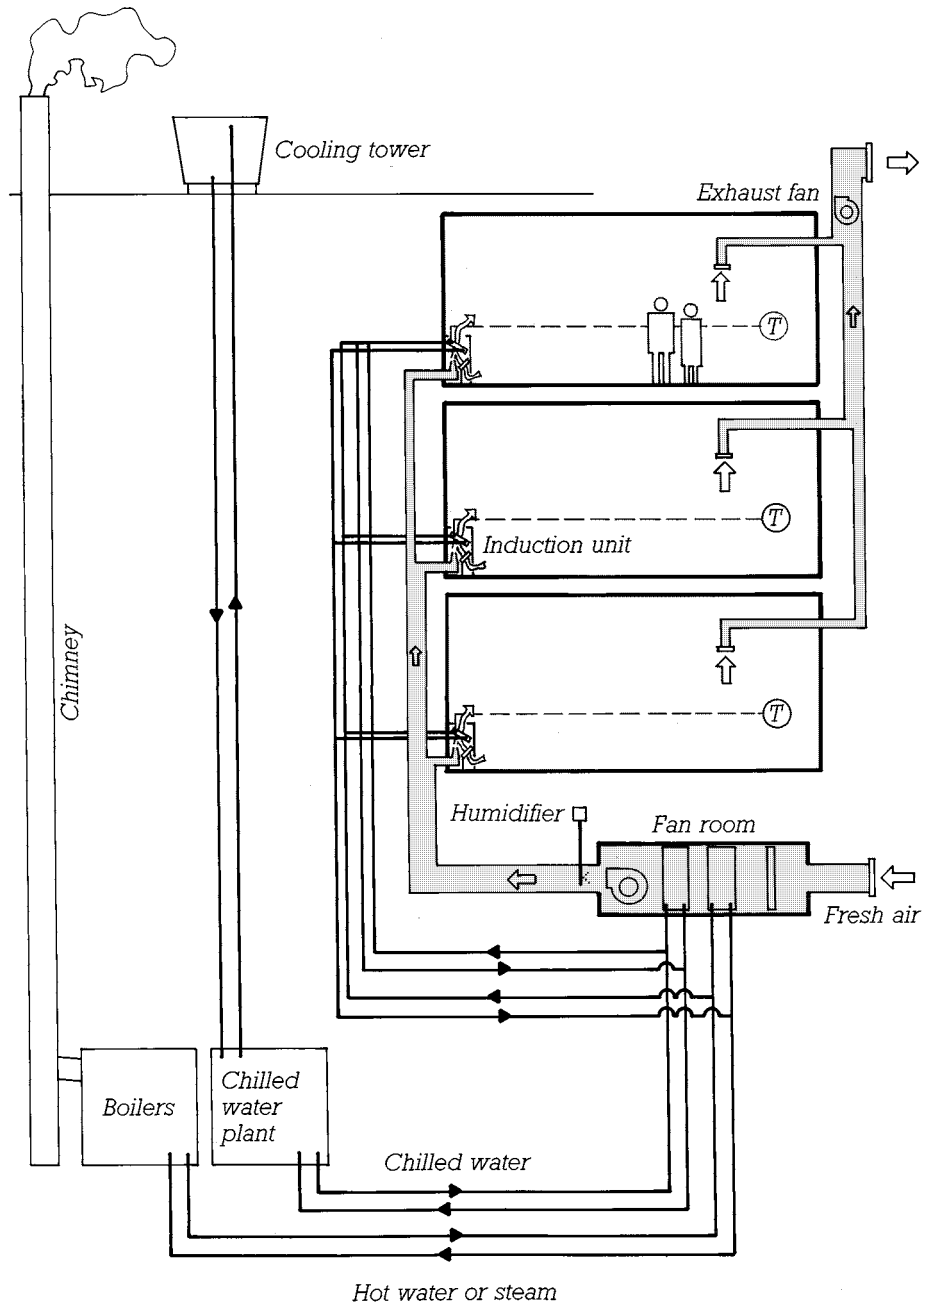 Cooling tower
Exhaust fan
T
Induction unit
T
Chimney
T
Humidifier
Fan room
Fresh air
Boilers
Chilled
water
plant
Chilled water
Hot water or steam